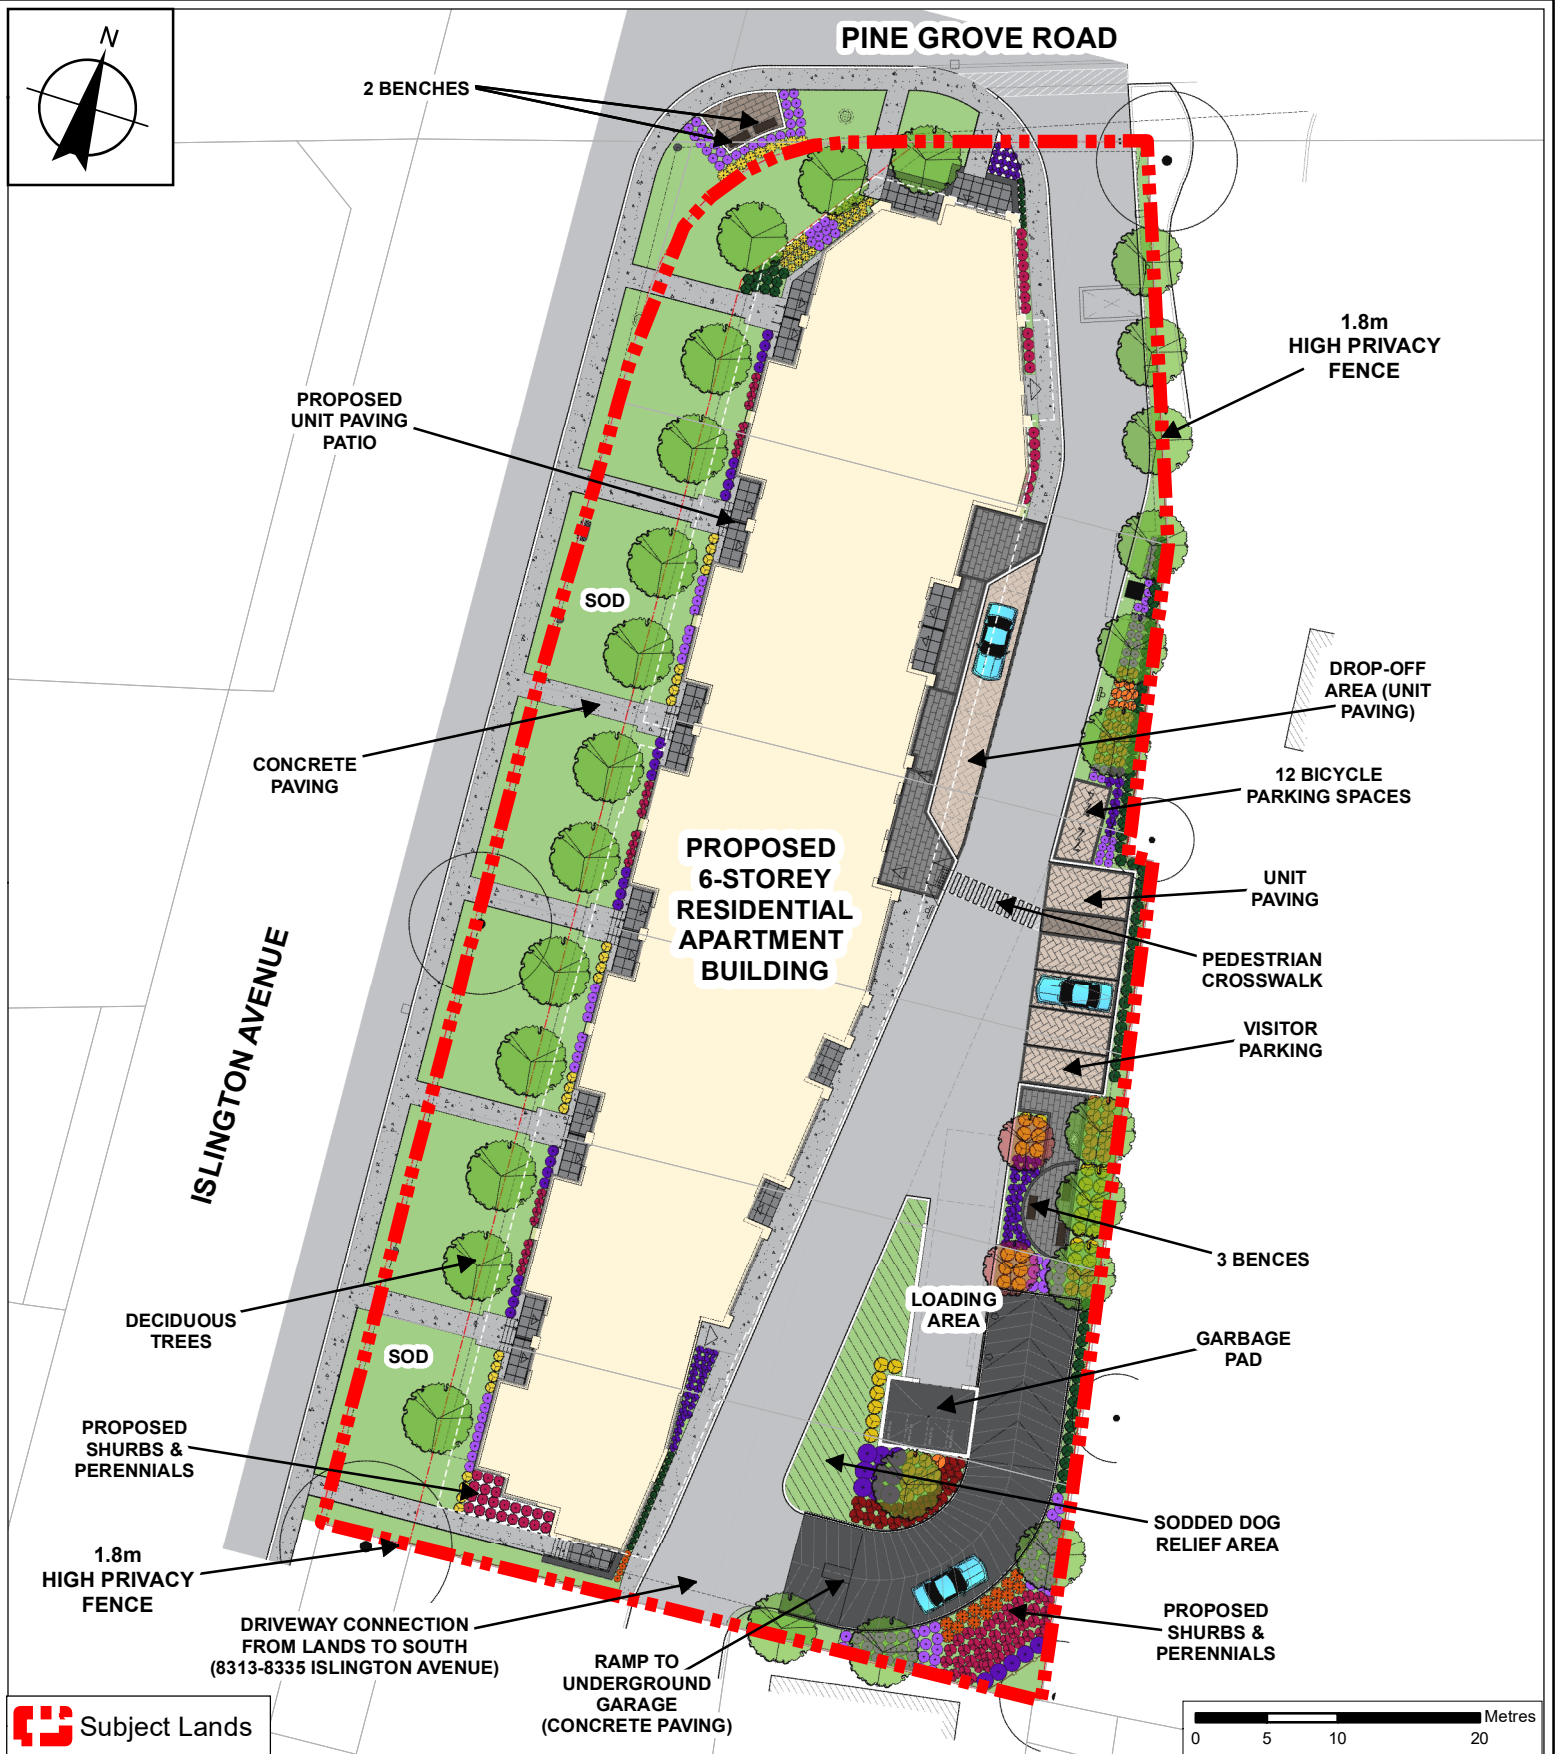 N
PINE GROVE ROAD
2 BENCHES
1.8m
HIGH PRIVACY
FENCE
PROPOSED
UNIT PAVING
PATIO
SOD
DROP-OFF
AREA (UNIT
PAVING)
CONCRETE
PAVING
12 BICYCLE
PARKING SPACES
PROPOSED
6-STOREY
RESIDENTIAL
APARTMENT
BUILDING
UNIT
PAVING
ISLINGTON AVENUE
PEDESTRIAN
CROSSWALK
VISITOR
PARKING
3 BENCES
LOADING
AREA
DECIDUOUS
TREES
SOD
GARBAGE
PAD
PROPOSED
SHURBS &
PERENNIALS
SODDED DOG
RELIEF AREA
1.8m
HIGH PRIVACY
FENCE
DRIVEWAY CONNECTION
FROM LANDS TO SOUTH
(8313-8335 ISLINGTON AVENUE)
RAMP TO
UNDERGROUND
GARAGE
(CONCRETE PAVING)
PROPOSED
SHURBS &
PERENNIALS
Subject Lands
Metres
0 5 10 20